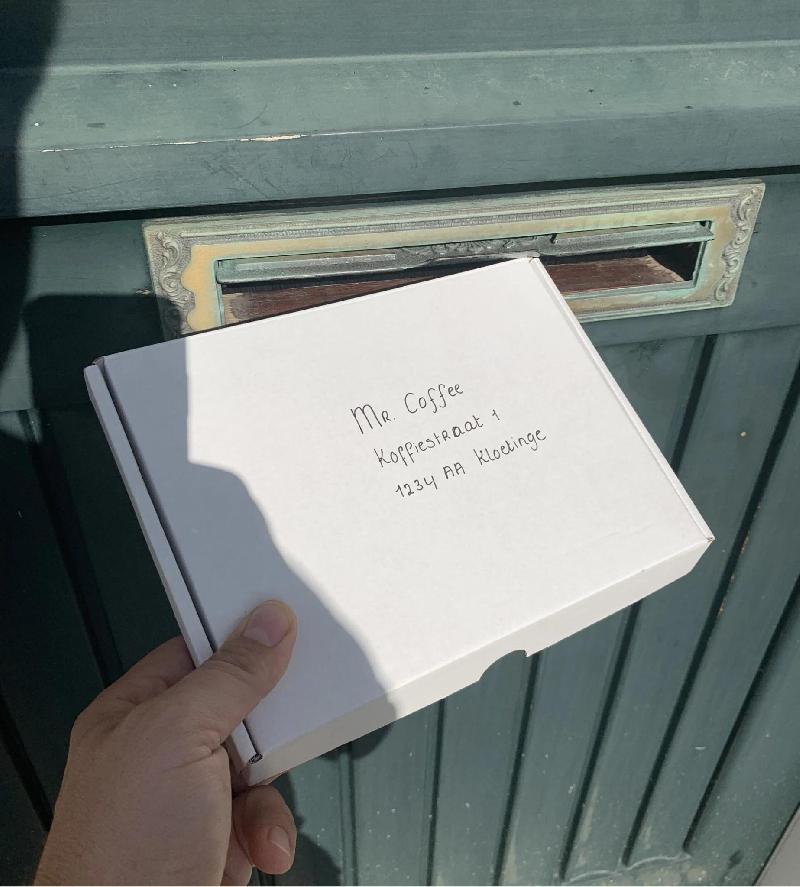 Mr. Coffee
Koffiestraat 1
1234 AA Kloetinge